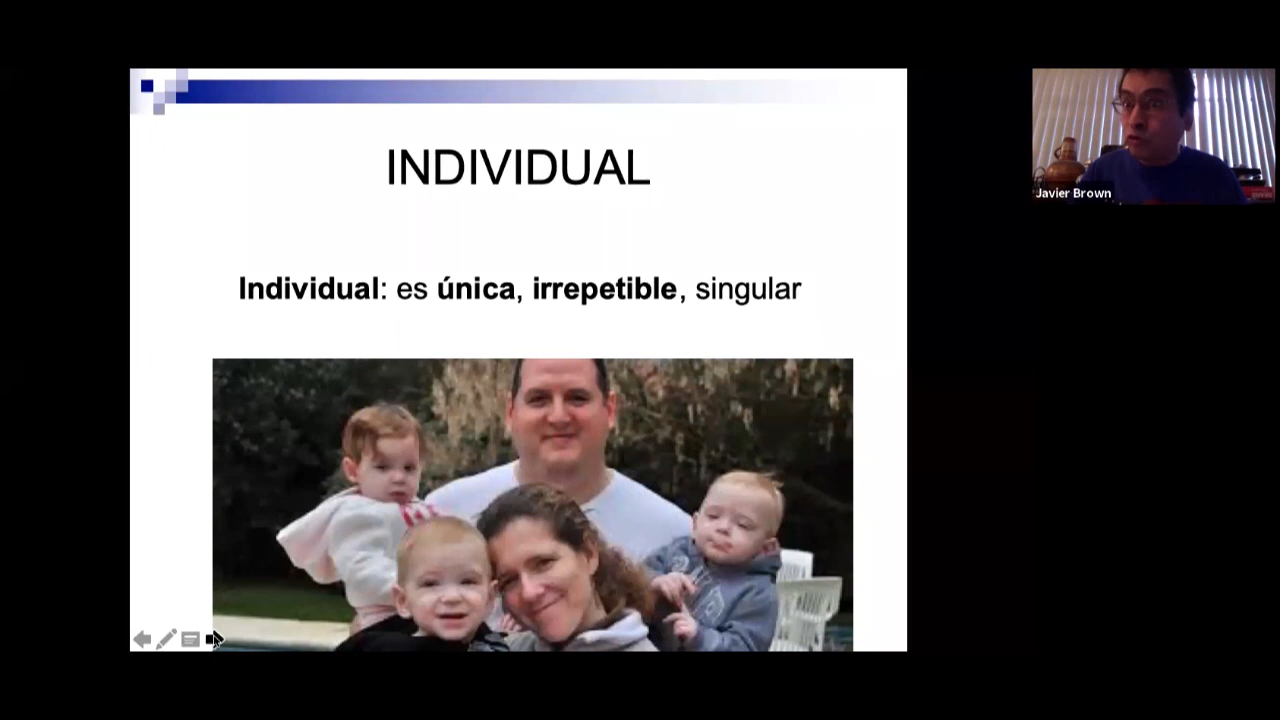 INDIVIDUAL
Individual: es única, irrepetible, singular
Javier Brown